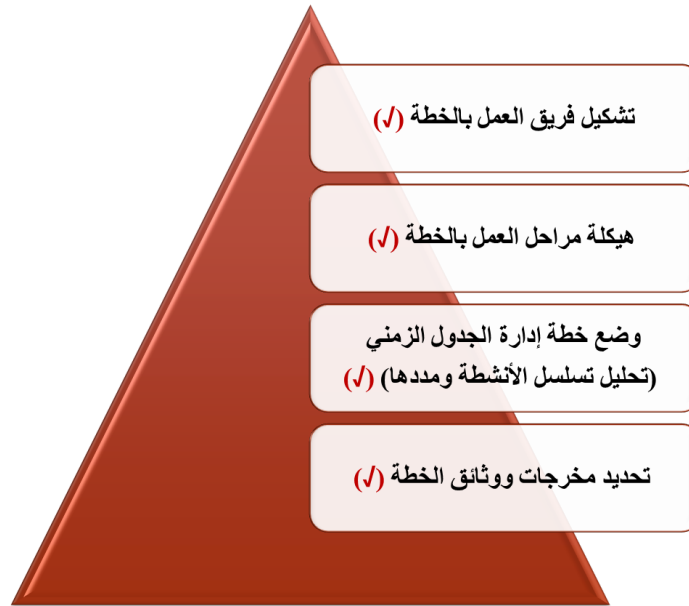 تشكيل فريق العمل بالخطة (√)
هيكلة مراحل العمل بالخطة (√)
وضع خطة إدارة الجدول الزمني
(تحليل تسلسل الأنشطة ومددها) (√)
تحديد مخرجات ووثائق الخطة (√)